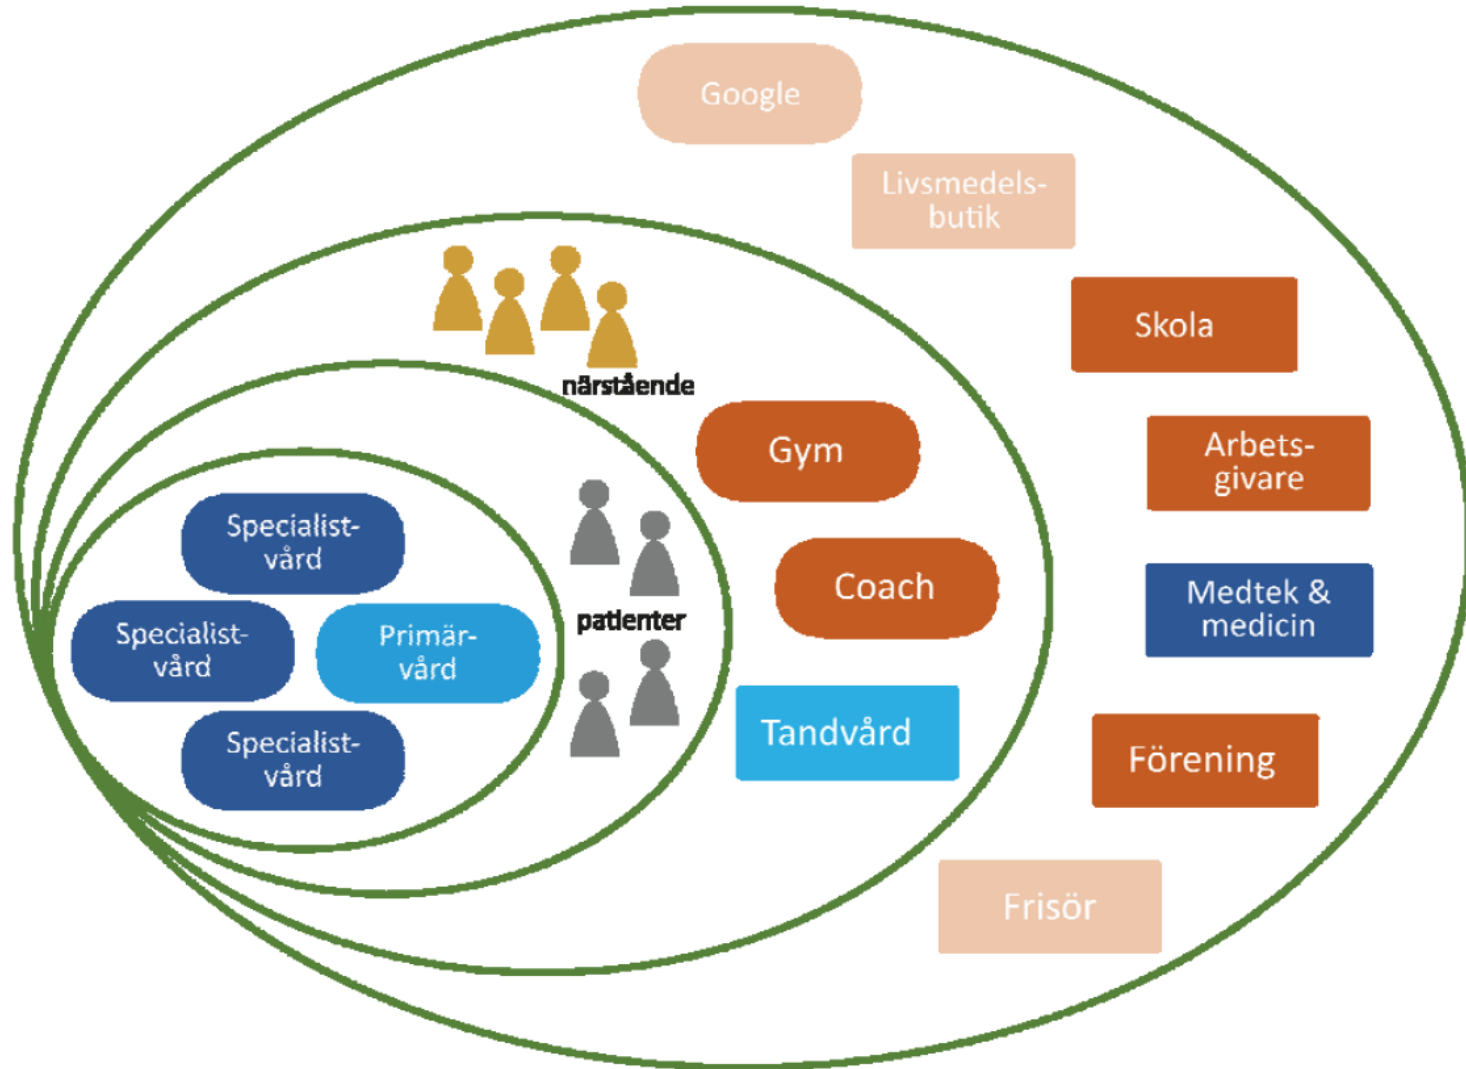 Google
Livsmedels-
butik
Skola
närstående
Gym
Arbets-
givare
Specialist-
vård
Coach
Medtek &
medicin
patienter
Specialist-
vård
Primär-
vård
Tandvård
Specialist-
vård
Förening
Frisör